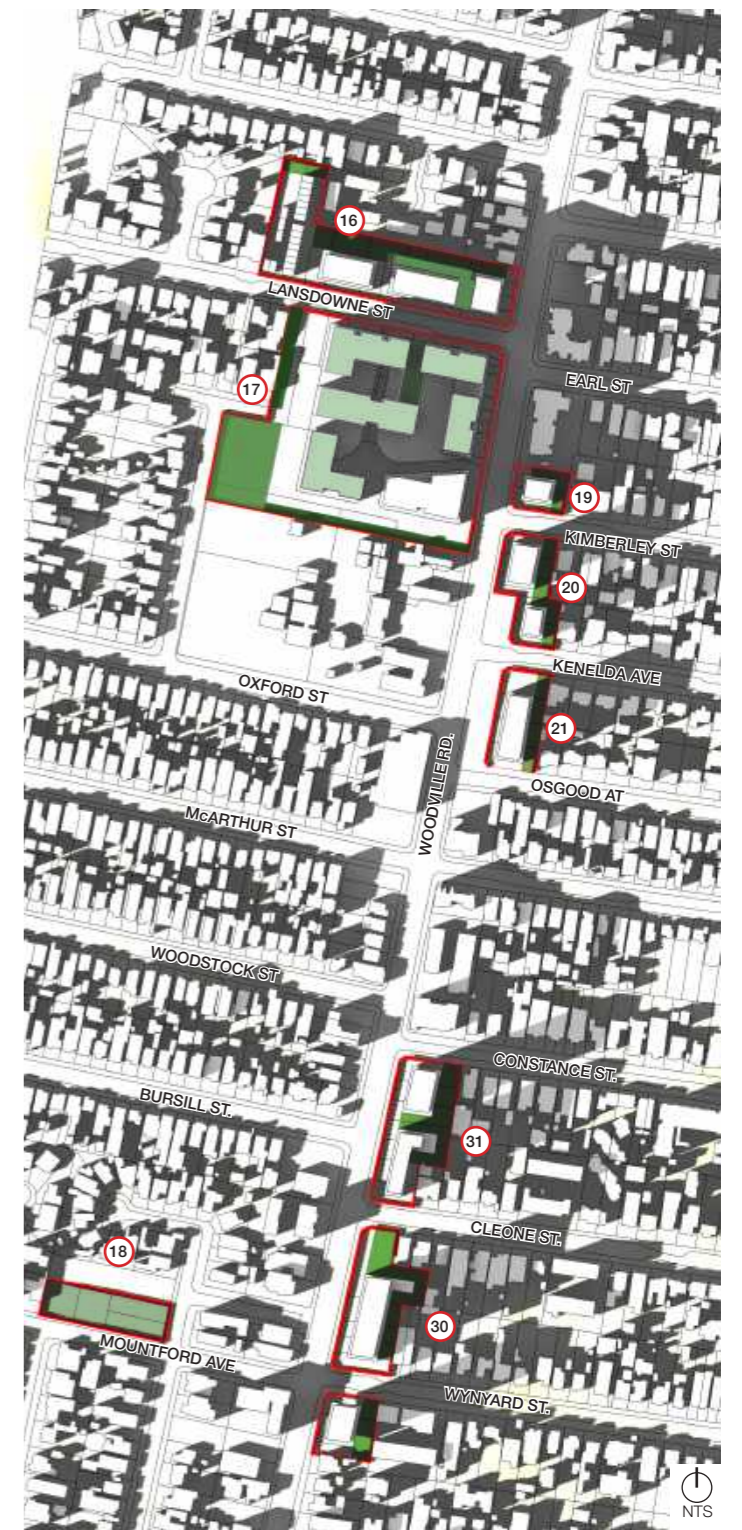 16
LANSDOWNE ST
17
EARL ST
19
KIMBERLEY ST
20
KENELDA AVE
OXFORD ST
21
WOODVILLE RD.
OSGOOD AT
McARTHUR ST
WOODSTOCK ST
CONSTANCE ST.
BURSILL ST.
31
CLEONE ST.
18
30
MOUNTFORD AVE
WYNYARD ST.
NTS